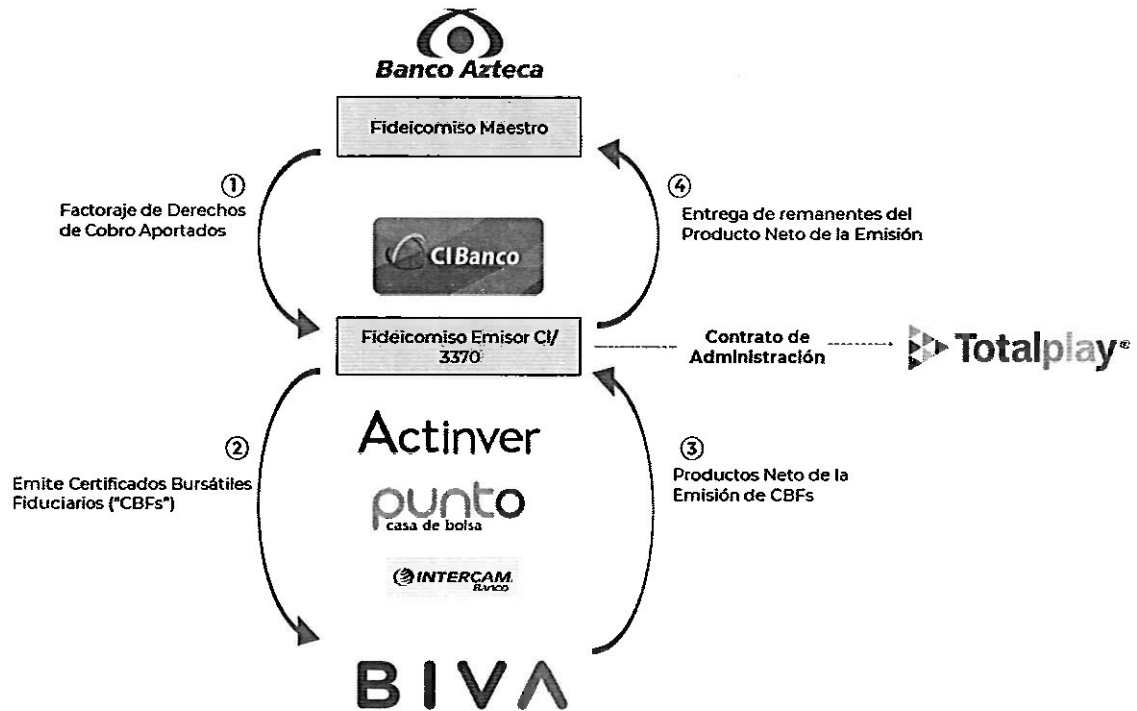 Banco Azteca
Fideicomiso Maestro
①
Factoraje de Derechos
de Cobro Aportados
④
Entrega de remanentes del
Producto Neto de la Emisión
CIBanco
Fideicomiso Emisor CI/
3370
Contrato de
Administración
Totalplay®
②
Emite Certificados Bursátiles
Fiduciarios ("CBFs")
Actinver
punto
casa de bolsa
INTERCAM.
Banco
③
Productos Neto de la
Emisión de CBFs
BIVA